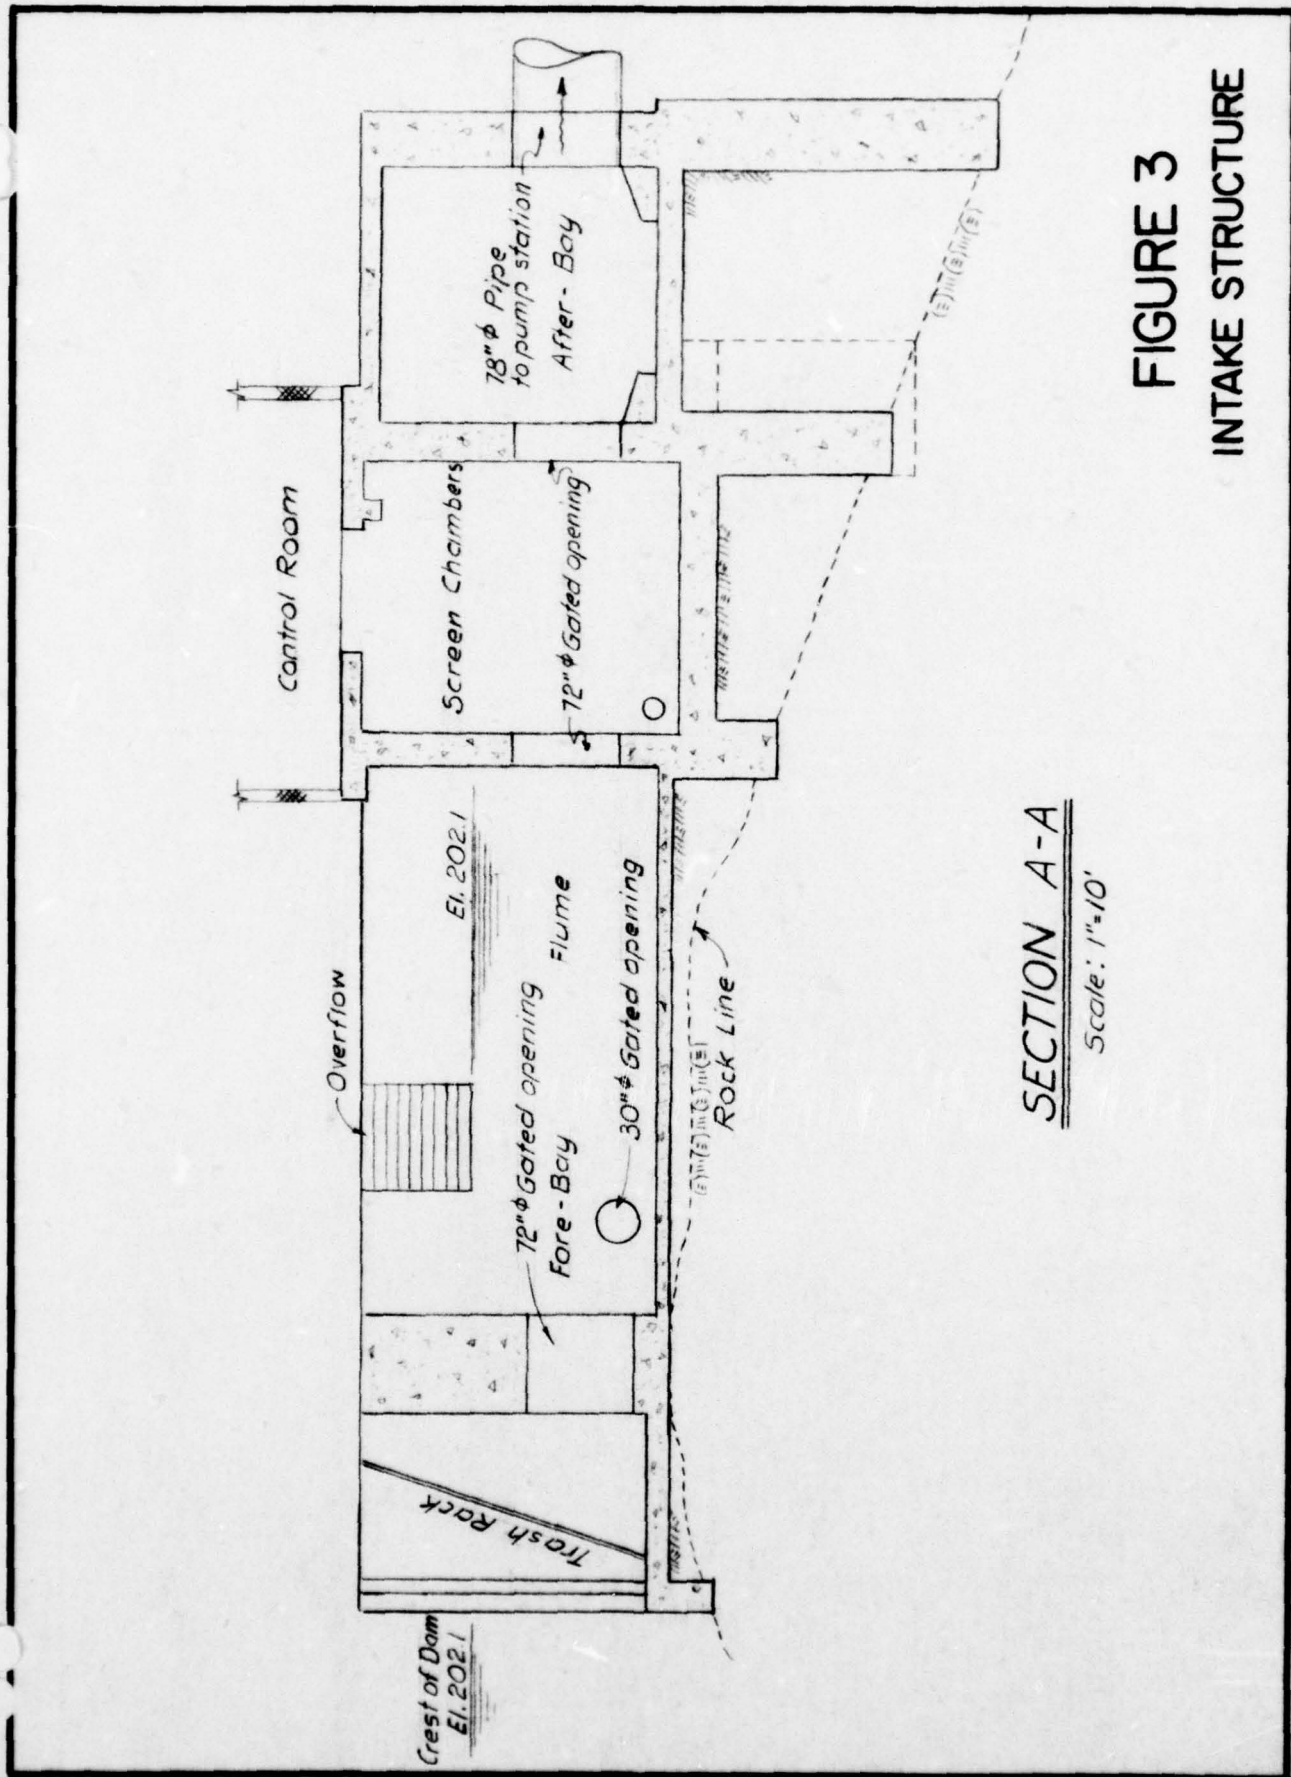 Crest of Dam
El. 202.1
Trash Rack
Overflow
72"ϕ Gated opening
Fore-Bay
Flume
30"ϕ Gated opening
El. 202.1
Rock Line
Control Room
Screen Chambers
72"ϕ Gated opening
78"ϕ Pipe
to pump station
After-Bay
SECTION A-A
Scale: 1"=10'
FIGURE 3
INTAKE STRUCTURE